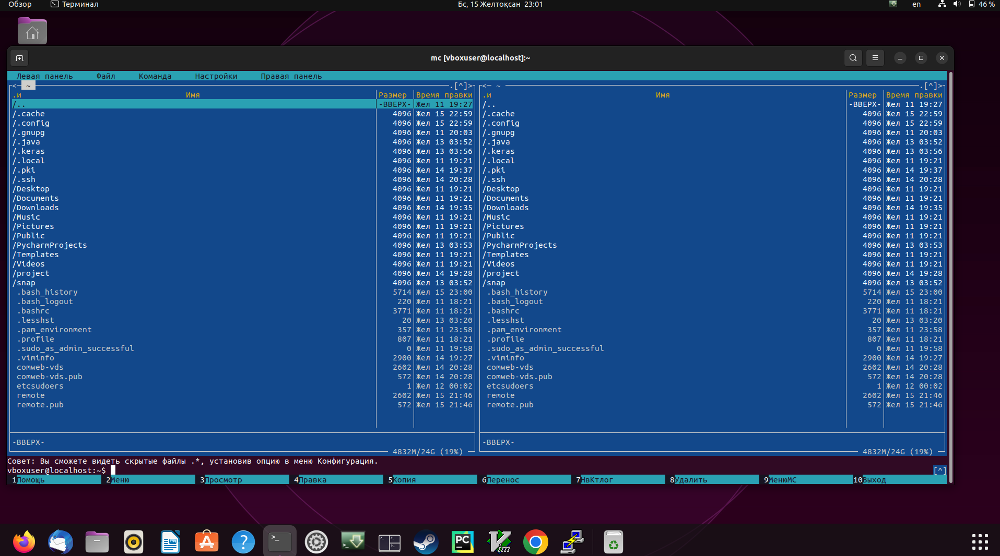 Обзор Терминал Бс, 15 Желтоқсан 23:01 en 46 %
mc [vboxuser@localhost]:~
Левая панель Файл Команда Настройки Правая панель
<─ ~ .[^]> <─ ~ .[^]>
.и Имя Размер Время правки .и Имя Размер Время правки
/.. -ВВЕРХ- Жел 11 19:27 /.. -ВВЕРХ- Жел 11 19:27
/.cache 4096 Жел 15 22:59 /.cache 4096 Жел 15 22:59
/.config 4096 Жел 15 22:59 /.config 4096 Жел 15 22:59
/.gnupg 4096 Жел 11 20:03 /.gnupg 4096 Жел 11 20:03
/.java 4096 Жел 13 03:52 /.java 4096 Жел 13 03:52
/.keras 4096 Жел 13 03:56 /.keras 4096 Жел 13 03:56
/.local 4096 Жел 11 19:21 /.local 4096 Жел 11 19:21
/.pki 4096 Жел 14 19:37 /.pki 4096 Жел 14 19:37
/.ssh 4096 Жел 14 20:28 /.ssh 4096 Жел 14 20:28
/Desktop 4096 Жел 11 19:21 /Desktop 4096 Жел 11 19:21
/Documents 4096 Жел 11 19:21 /Documents 4096 Жел 11 19:21
/Downloads 4096 Жел 14 19:35 /Downloads 4096 Жел 14 19:35
/Music 4096 Жел 11 19:21 /Music 4096 Жел 11 19:21
/Pictures 4096 Жел 11 19:21 /Pictures 4096 Жел 11 19:21
/Public 4096 Жел 11 19:21 /Public 4096 Жел 11 19:21
/PycharmProjects 4096 Жел 13 03:53 /PycharmProjects 4096 Жел 13 03:53
/Templates 4096 Жел 11 19:21 /Templates 4096 Жел 11 19:21
/Videos 4096 Жел 11 19:21 /Videos 4096 Жел 11 19:21
/project 4096 Жел 14 19:28 /project 4096 Жел 14 19:28
/snap 4096 Жел 13 03:52 /snap 4096 Жел 13 03:52
.bash_history 5714 Жел 15 23:00 .bash_history 5714 Жел 15 23:00
.bash_logout 220 Жел 11 18:21 .bash_logout 220 Жел 11 18:21
.bashrc 3771 Жел 11 18:21 .bashrc 3771 Жел 11 18:21
.lesshst 20 Жел 13 03:20 .lesshst 20 Жел 13 03:20
.pam_environment 357 Жел 11 23:58 .pam_environment 357 Жел 11 23:58
.profile 807 Жел 11 18:21 .profile 807 Жел 11 18:21
.sudo_as_admin_successful 0 Жел 11 19:58 .sudo_as_admin_successful 0 Жел 11 19:58
.viminfo 2900 Жел 14 19:27 .viminfo 2900 Жел 14 19:27
comweb-vds 2602 Жел 14 20:28 comweb-vds 2602 Жел 14 20:28
comweb-vds.pub 572 Жел 14 20:28 comweb-vds.pub 572 Жел 14 20:28
etcsudoers 1 Жел 12 00:02 etcsudoers 1 Жел 12 00:02
remote 2602 Жел 15 21:46 remote 2602 Жел 15 21:46
remote.pub 572 Жел 15 21:46 remote.pub 572 Жел 15 21:46
-ВВЕРХ- -ВВЕРХ-
4832M/24G (19%) 4832M/24G (19%)
Совет: Вы сможете видеть скрытые файлы .*, установив опцию в меню Конфигурация.
vboxuser@localhost:~$ [^]
1Помощь 2Меню 3Просмотр 4Правка 5Копия 6Перенос 7НвКтлог 8Удалить 9МенюMC 10Выход
PC Vim